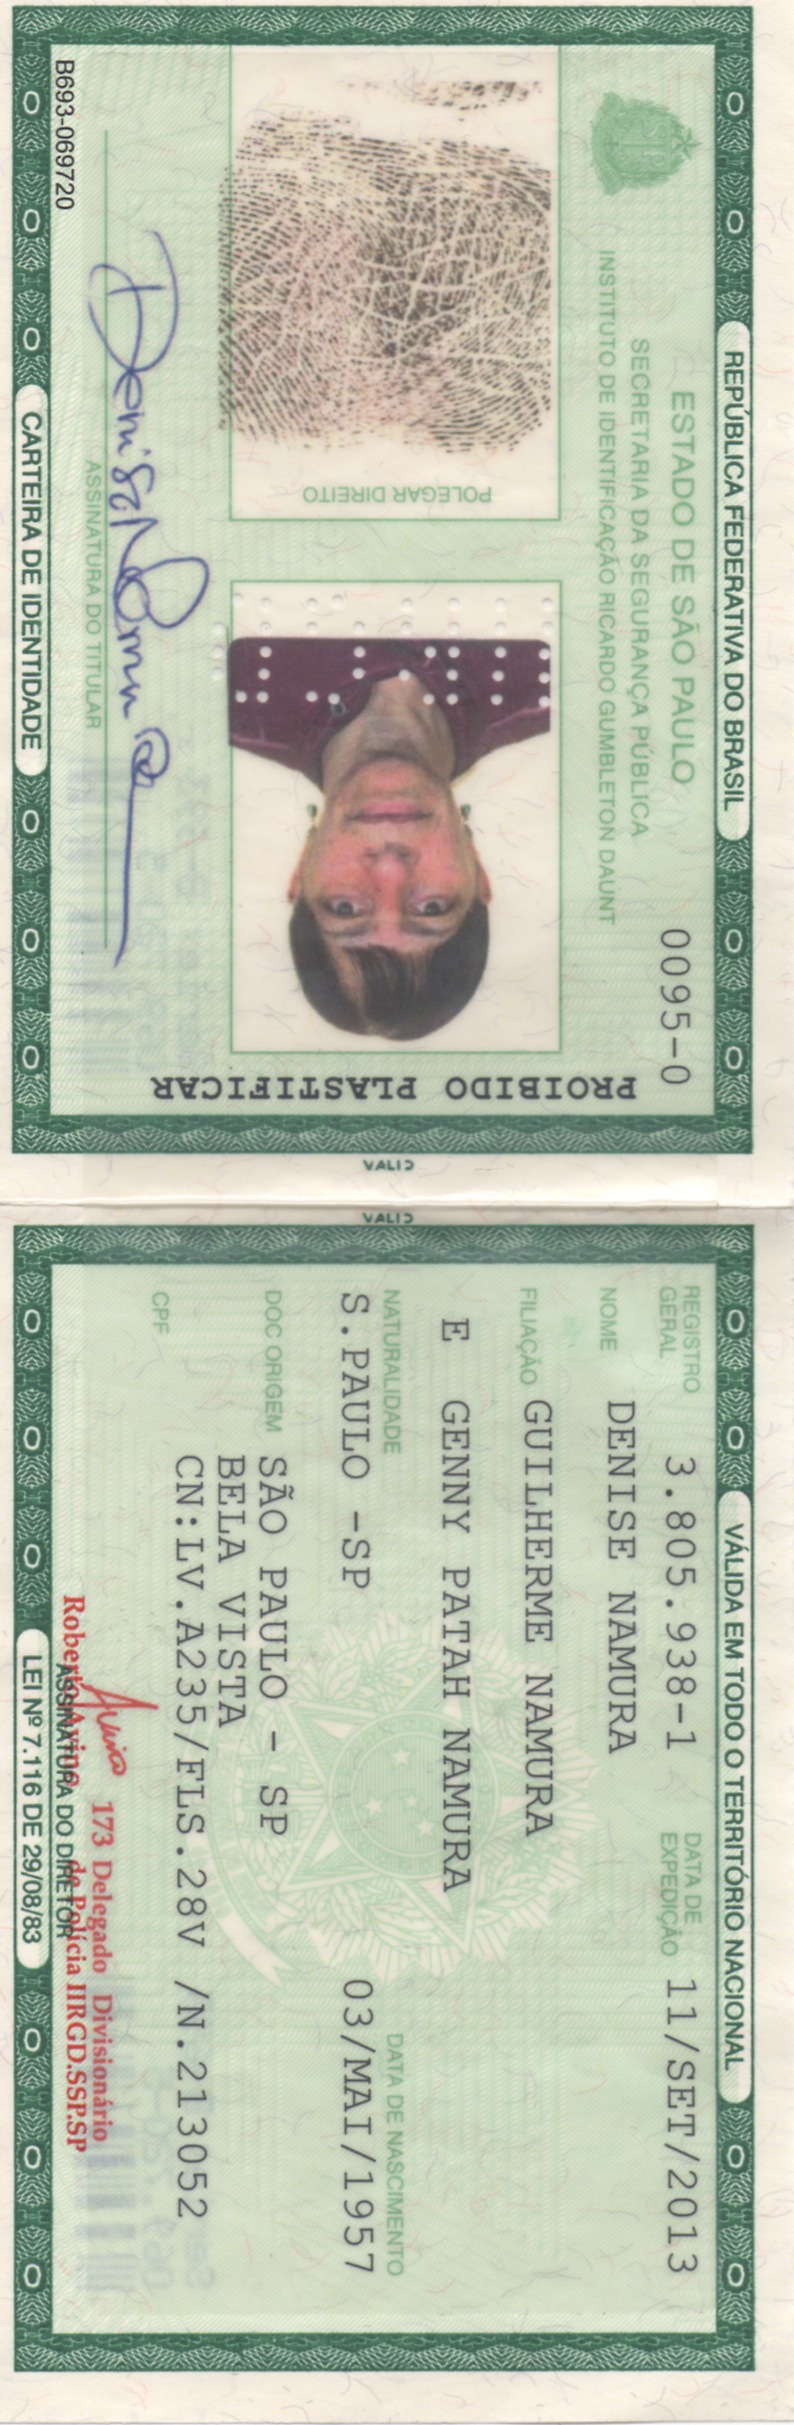 REPÚBLICA FEDERATIVA DO BRASIL
ESTADO DE SÃO PAULO
0095-0
SECRETARIA DA SEGURANÇA PÚBLICA
INSTITUTO DE IDENTIFICAÇÃO RICARDO GUMBLETON DAUNT
POLEGAR DIREITO
PROIBIDO PLASTIFICAR
Denise Namura
ASSINATURA DO TITULAR
B693-069720
CARTEIRA DE IDENTIDADE
VÁLIDA EM TODO O TERRITÓRIO NACIONAL
REGISTRO GERAL 3.805.938-1 DATA DE EXPEDIÇÃO 11/SET/2013
NOME DENISE NAMURA
FILIAÇÃO GUILHERME NAMURA
E GENNY PATAH NAMURA
NATURALIDADE DATA DE NASCIMENTO
S.PAULO -SP 03/MAI/1957
DOC ORIGEM SÃO PAULO - SP
BELA VISTA
CN:LV.A235/FLS.28V /N.213052
CPF
173 Delegado Divisionário
Roberto Avino de Polícia IIRGD.SSP.SP
ASSINATURA DO DIRETOR
LEI Nº 7.116 DE 29/08/83